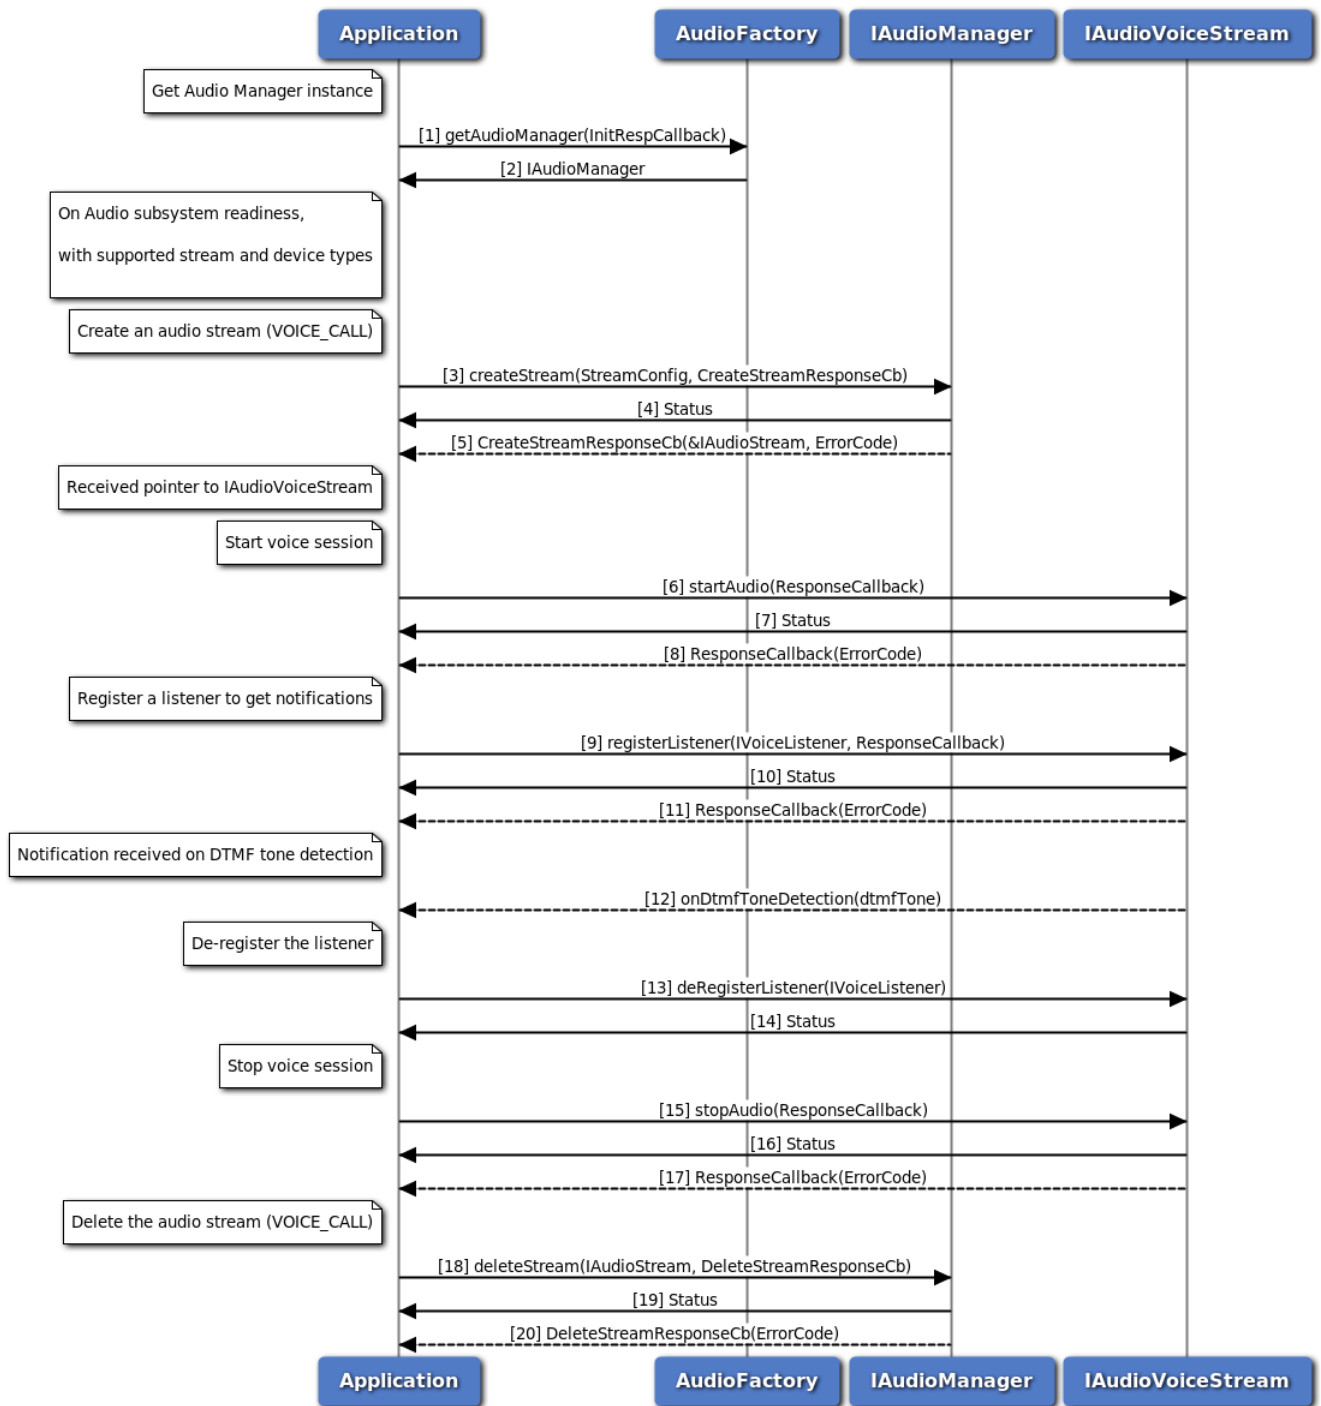 Application
AudioFactory
IAudioManager
IAudioVoiceStream
Get Audio Manager instance
[1] getAudioManager(InitRespCallback)
[2] IAudioManager
On Audio subsystem readiness,
with supported stream and device types
Create an audio stream (VOICE_CALL)
[3] createStream(StreamConfig, CreateStreamResponseCb)
[4] Status
[5] CreateStreamResponseCb(&IAudioStream, ErrorCode)
Received pointer to IAudioVoiceStream
Start voice session
[6] startAudio(ResponseCallback)
[7] Status
[8] ResponseCallback(ErrorCode)
Register a listener to get notifications
[9] registerListener(IVoiceListener, ResponseCallback)
[10] Status
[11] ResponseCallback(ErrorCode)
Notification received on DTMF tone detection
[12] onDtmfToneDetection(dtmfTone)
De-register the listener
[13] deRegisterListener(IVoiceListener)
[14] Status
Stop voice session
[15] stopAudio(ResponseCallback)
[16] Status
[17] ResponseCallback(ErrorCode)
Delete the audio stream (VOICE_CALL)
[18] deleteStream(IAudioStream, DeleteStreamResponseCb)
[19] Status
[20] DeleteStreamResponseCb(ErrorCode)
Application
AudioFactory
IAudioManager
IAudioVoiceStream